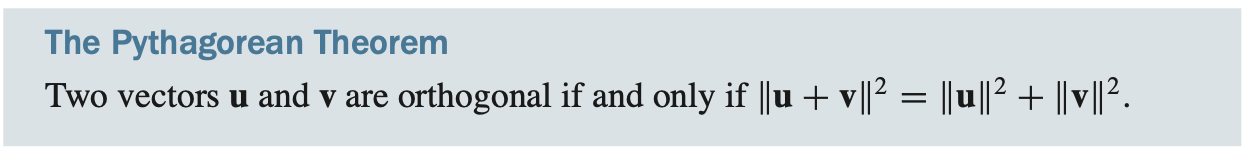 The Pythagorean Theorem
Two vectors u and v are orthogonal if and only if ‖u + v‖² = ‖u‖² + ‖v‖².